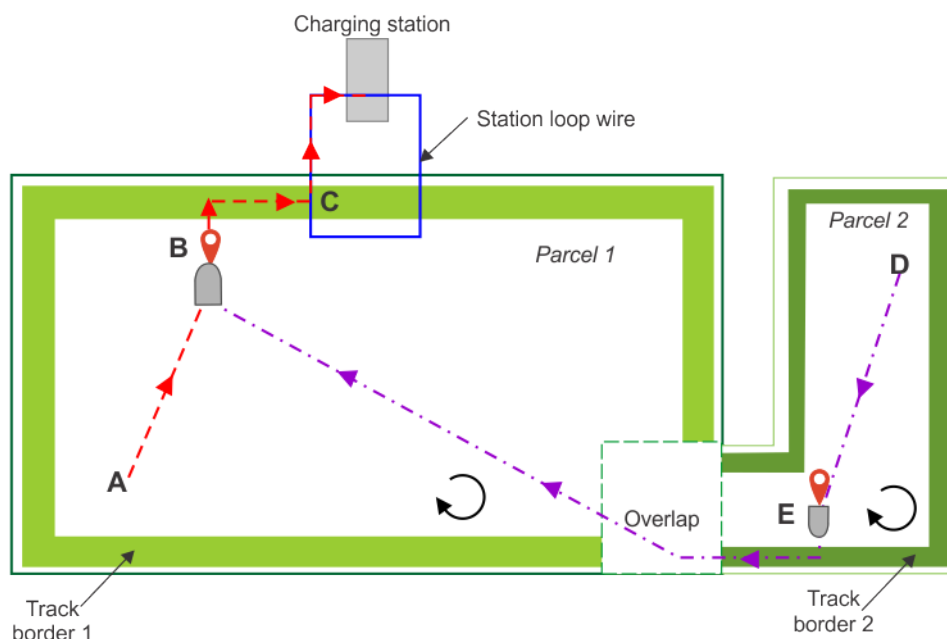 Charging station
Station loop wire
C
B
Parcel 1
Parcel 2
D
A
E
Overlap
Track
border 1
Track
border 2